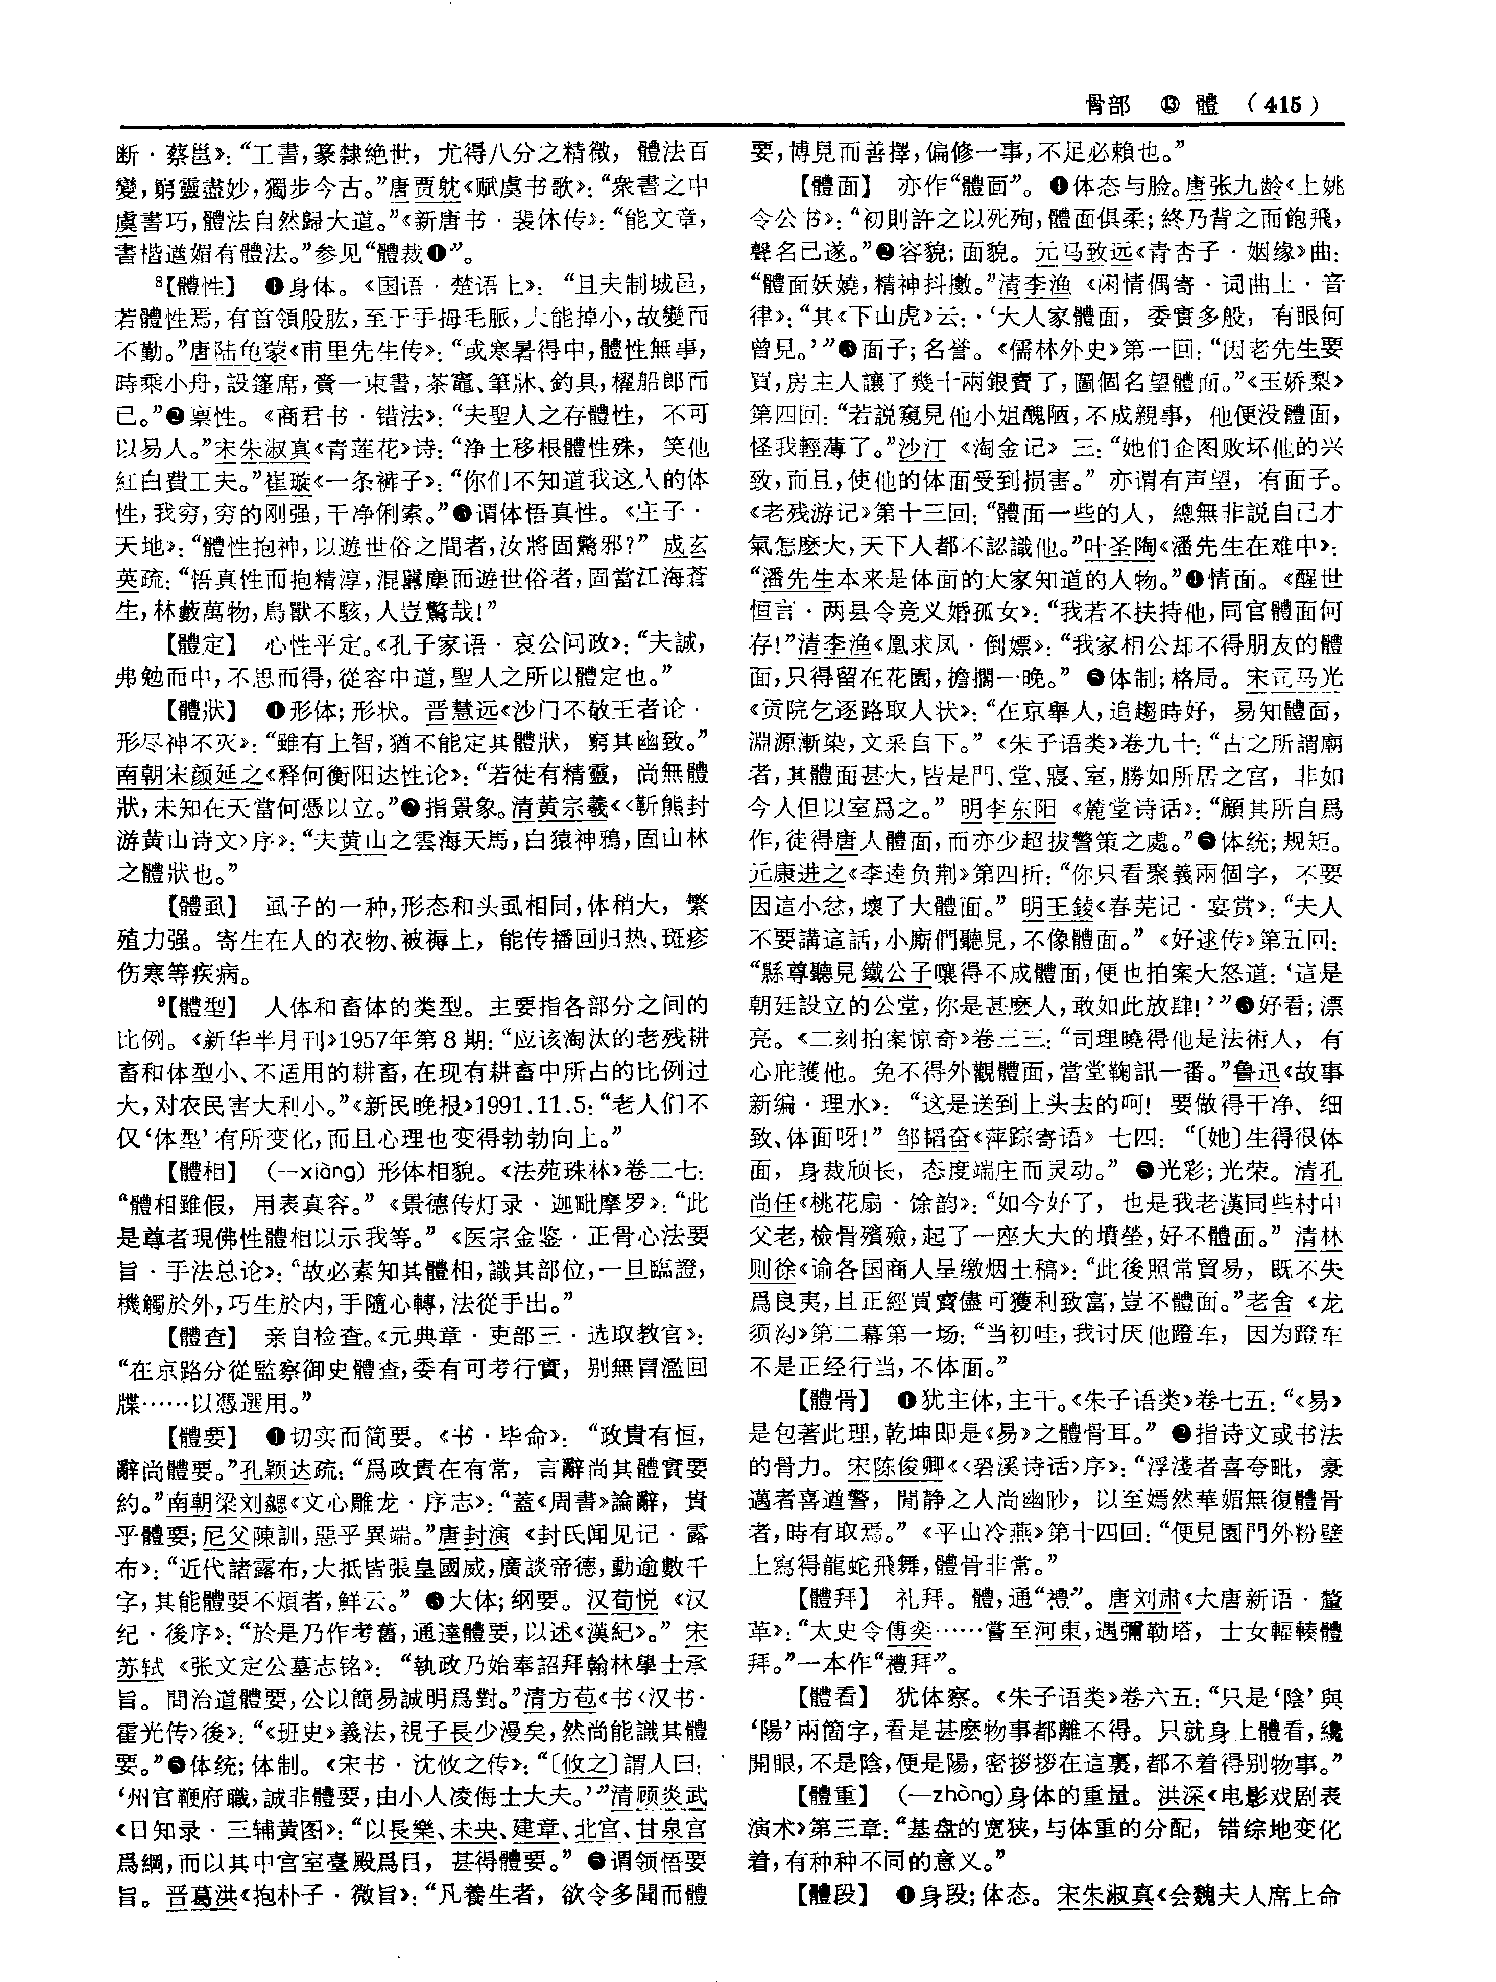 骨部 ⑬ 體 （415）
断·蔡邕》：“工書，篆隸絶世，尤得八分之精微，體法百
變，窮靈盡妙，獨步今古。”唐贾躭《赋虞书歌》：“衆書之中
虞書巧，體法自然歸大道。”《新唐书·裴休传》：“能文章，
書楷遒媚有體法。”参见“體裁❶”。
⁸【體性】 ❶身体。《国语·楚语上》：“且夫制城邑，
若體性焉，有首領股肱，至于手拇毛脈，大能掉小，故變而
不勤。”唐陆龟蒙《甫里先生传》：“或寒暑得中，體性無事，
時乘小舟，設篷席，賫一束書，茶竈、筆牀、釣具，櫂船郎而
已。”❷稟性。《商君书·错法》：“夫聖人之存體性，不可
以易人。”宋朱淑真《青莲花》诗：“净土移根體性殊，笑他
紅白費工夫。”崔璇《一条裤子》：“你们不知道我这人的体
性，我穷，穷的刚强，干净俐索。”❸谓体悟真性。《庄子·
天地》：“體性抱神，以遊世俗之間者，汝將固驚邪？”成玄
英疏：“悟真性而抱精淳，混囂塵而遊世俗者，固當江海蒼
生，林藪萬物，鳥獸不駭，人豈驚哉！”
【體定】 心性平定。《孔子家语·哀公问政》：“夫誠，
弗勉而中，不思而得，從容中道，聖人之所以體定也。”
【體狀】 ❶形体；形状。晋慧远《沙门不敬王者论·
形尽神不灭》：“雖有上智，猶不能定其體狀，窮其幽致。”
南朝宋颜延之《释何衡阳达性论》：“若徒有精靈，尚無體
狀，未知在天當何憑以立。”❷指景象。清黄宗羲《〈靳熊封
游黄山诗文〉序》：“夫黄山之雲海天馬，白猿神鴉，固山林
之體狀也。”
【體虱】 虱子的一种，形态和头虱相同，体稍大，繁
殖力强。寄生在人的衣物、被褥上，能传播回归热、斑疹
伤寒等疾病。
⁹【體型】 人体和畜体的类型。主要指各部分之间的
比例。《新华半月刊》1957年第8期：“应该淘汰的老残耕
畜和体型小、不适用的耕畜，在现有耕畜中所占的比例过
大，对农民害大利小。”《新民晚报》1991.11.5：“老人们不
仅‘体型’有所变化，而且心理也变得勃勃向上。”
【體相】 （—xiàng）形体相貌。《法苑珠林》卷二七：
“體相雖假，用表真容。”《景德传灯录·迦毗摩罗》：“此
是尊者現佛性體相以示我等。”《医宗金鉴·正骨心法要
旨·手法总论》：“故必素知其體相，識其部位，一旦臨證，
機觸於外，巧生於内，手隨心轉，法從手出。”
【體查】 亲自检查。《元典章·吏部三·选取教官》：
“在京路分從監察御史體查，委有可考行實，别無冒濫回
牒……以憑選用。”
【體要】 ❶切实而简要。《书·毕命》：“政貴有恒，
辭尚體要。”孔颖达疏：“爲政貴在有常，言辭尚其體實要
約。”南朝梁刘勰《文心雕龙·序志》：“蓋《周書》論辭，貴
乎體要；尼父陳訓，惡乎異端。”唐封演《封氏闻见记·露
布》：“近代諸露布，大抵皆張皇國威，廣談帝德，動逾數千
字，其能體要不煩者，鮮云。”❷大体；纲要。汉荀悦《汉
纪·後序》：“於是乃作考舊，通達體要，以述《漢紀》。”宋
苏轼《张文定公墓志铭》：“執政乃始奉詔拜翰林學士承
旨。問治道體要，公以簡易誠明爲對。”清方苞《书〈汉书·
霍光传〉後》：“《班史》義法，視子長少漫矣，然尚能識其體
要。”❸体统；体制。《宋书·沈攸之传》：“〔攸之〕謂人曰：
‘州官鞭府職，誠非體要，由小人凌侮士大夫。’”清顾炎武
《日知录·三辅黄图》：“以長樂、未央、建章、北宫、甘泉宫
爲綱，而以其中宫室臺殿爲目，甚得體要。”❹谓领悟要
旨。晋葛洪《抱朴子·微旨》：“凡養生者，欲令多聞而體
要，博見而善擇，偏修一事，不足必賴也。”
【體面】 亦作“體面”。❶体态与脸。唐张九龄《上姚
令公书》：“初則許之以死殉，體面俱柔；終乃背之而飽飛，
聲名已遂。”❷容貌；面貌。元马致远《青杏子·姻缘》曲：
“體面妖嬈，精神抖擻。”清李渔《闲情偶寄·词曲上·音
律》：“其《下山虎》云：‘大人家體面，委實多般，有眼何
曾見。’”❸面子；名誉。《儒林外史》第一回：“因老先生要
買，房主人讓了幾十兩銀賣了，圖個名望體面。”《玉娇梨》
第四回：“若説窺見他小姐醜陋，不成親事，他便没體面，
怪我輕薄了。”沙汀《淘金记》三：“她们企图败坏他的兴
致，而且，使他的体面受到损害。”亦谓有声望，有面子。
《老残游记》第十三回：“體面一些的人，總無非説自己才
氣怎麽大，天下人都不認識他。”叶圣陶《潘先生在难中》：
“潘先生本来是体面的大家知道的人物。”❹情面。《醒世
恒言·两县令竞义婚孤女》：“我若不扶持他，同官體面何
存！”清李渔《凰求凤·倒嫖》：“我家相公却不得朋友的體
面，只得留在花園，擔擱一晚。”❺体制；格局。宋司马光
《贡院乞逐路取人状》：“在京舉人，追趨時好，易知體面，
淵源漸染，文采自下。”《朱子语类》卷九十：“古之所謂廟
者，其體面甚大，皆是門、堂、寢、室，勝如所居之宫，非如
今人但以室爲之。”明李东阳《麓堂诗话》：“顧其所自爲
作，徒得唐人體面，而亦少超拔警策之處。”❻体统；规矩。
元康进之《李逵负荆》第四折：“你只看聚義兩個字，不要
因這小忿，壞了大體面。”明王錂《春芜记·宴赏》：“夫人
不要講這話，小廝們聽見，不像體面。”《好逑传》第五回：
“縣尊聽見鐵公子嚷得不成體面，便也拍案大怒道：‘這是
朝廷設立的公堂，你是甚麽人，敢如此放肆！’”❼好看；漂
亮。《二刻拍案惊奇》卷三三：“司理曉得他是法術人，有
心庇護他。免不得外觀體面，當堂鞠訊一番。”鲁迅《故事
新编·理水》：“这是送到上头去的呵！要做得干净、细
致、体面呀！”邹韬奋《萍踪寄语》七四：“〔她〕生得很体
面，身裁颀长，态度端庄而灵动。”❽光彩；光荣。清孔
尚任《桃花扇·馀韵》：“如今好了，也是我老漢同些村中
父老，檢骨殯殮，起了一座大大的墳塋，好不體面。”清林
则徐《谕各国商人呈缴烟土稿》：“此後照常貿易，既不失
爲良夷，且正經買賣儘可獲利致富，豈不體面。”老舍《龙
须沟》第二幕第一场：“当初哇，我讨厌他蹬车，因为蹬车
不是正经行当，不体面。”
【體骨】 ❶犹主体，主干。《朱子语类》卷七五：“《易》
是包著此理，乾坤即是《易》之體骨耳。”❷指诗文或书法
的骨力。宋陈俊卿《〈䂬溪诗话〉序》：“浮淺者喜夸毗，豪
邁者喜遒警，閒静之人尚幽眇，以至嫣然華媚無復體骨
者，時有取焉。”《平山冷燕》第十四回：“便見園門外粉壁
上寫得龍蛇飛舞，體骨非常。”
【體拜】 礼拜。體，通“禮”。唐刘肃《大唐新语·釐
革》：“太史令傅奕……嘗至河東，遇彌勒塔，士女輻輳體
拜。”一本作“禮拜”。
【體看】 犹体察。《朱子语类》卷六五：“只是‘陰’與
‘陽’兩箇字，看是甚麽物事都離不得。只就身上體看，纔
開眼，不是陰，便是陽，密拶拶在這裏，都不着得别物事。”
【體重】 （—zhòng）身体的重量。洪深《电影戏剧表
演术》第三章：“基盘的宽狭，与体重的分配，错综地变化
着，有种种不同的意义。”
【體段】 ❶身段；体态。宋朱淑真《会魏夫人席上命